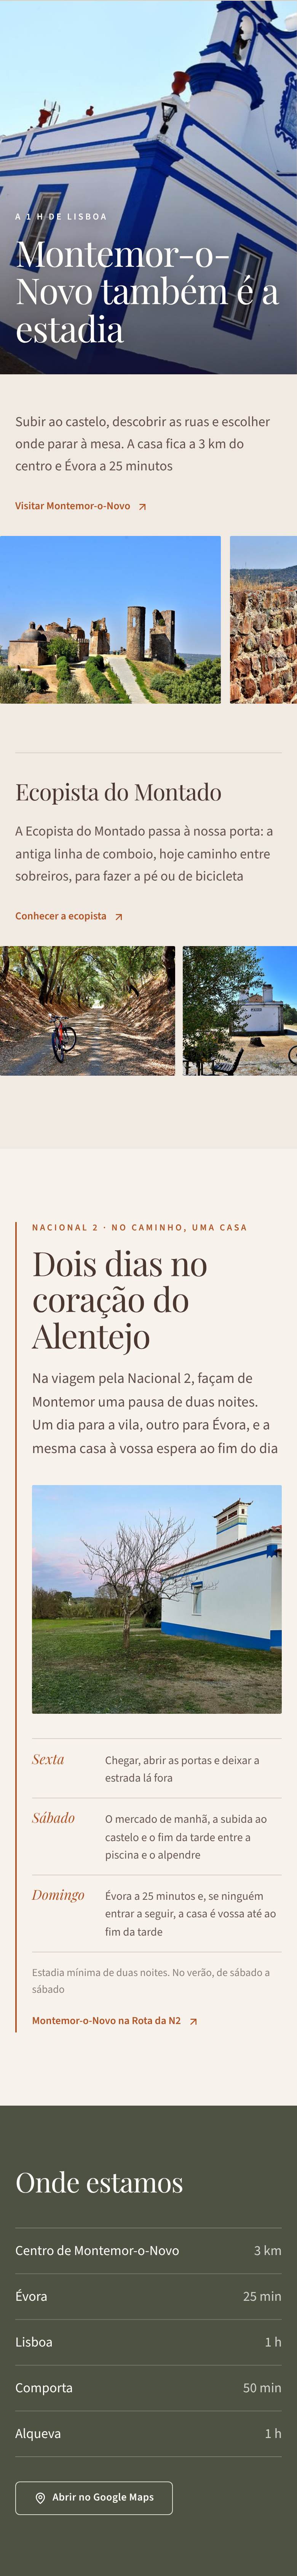 A 1 H DE LISBOA
Montemor-o-
Novo também é a
estadia
Subir ao castelo, descobrir as ruas e escolher
onde parar à mesa. A casa fica a 3 km do
centro e Évora a 25 minutos
Visitar Montemor-o-Novo
Ecopista do Montado
A Ecopista do Montado passa à nossa porta: a
antiga linha de comboio, hoje caminho entre
sobreiros, para fazer a pé ou de bicicleta
Conhecer a ecopista
NACIONAL 2 · NO CAMINHO, UMA CASA
Dois dias no
coração do
Alentejo
Na viagem pela Nacional 2, façam de
Montemor uma pausa de duas noites.
Um dia para a vila, outro para Évora, e a
mesma casa à vossa espera ao fim do dia
Sexta
Chegar, abrir as portas e deixar a
estrada lá fora
Sábado
O mercado de manhã, a subida ao
castelo e o fim da tarde entre a
piscina e o alpendre
Domingo
Évora a 25 minutos e, se ninguém
entrar a seguir, a casa é vossa até ao
fim da tarde
Estadia mínima de duas noites. No verão, de sábado a
sábado
Montemor-o-Novo na Rota da N2
Onde estamos
Centro de Montemor-o-Novo 3 km
Évora 25 min
Lisboa 1 h
Comporta 50 min
Alqueva 1 h
Abrir no Google Maps